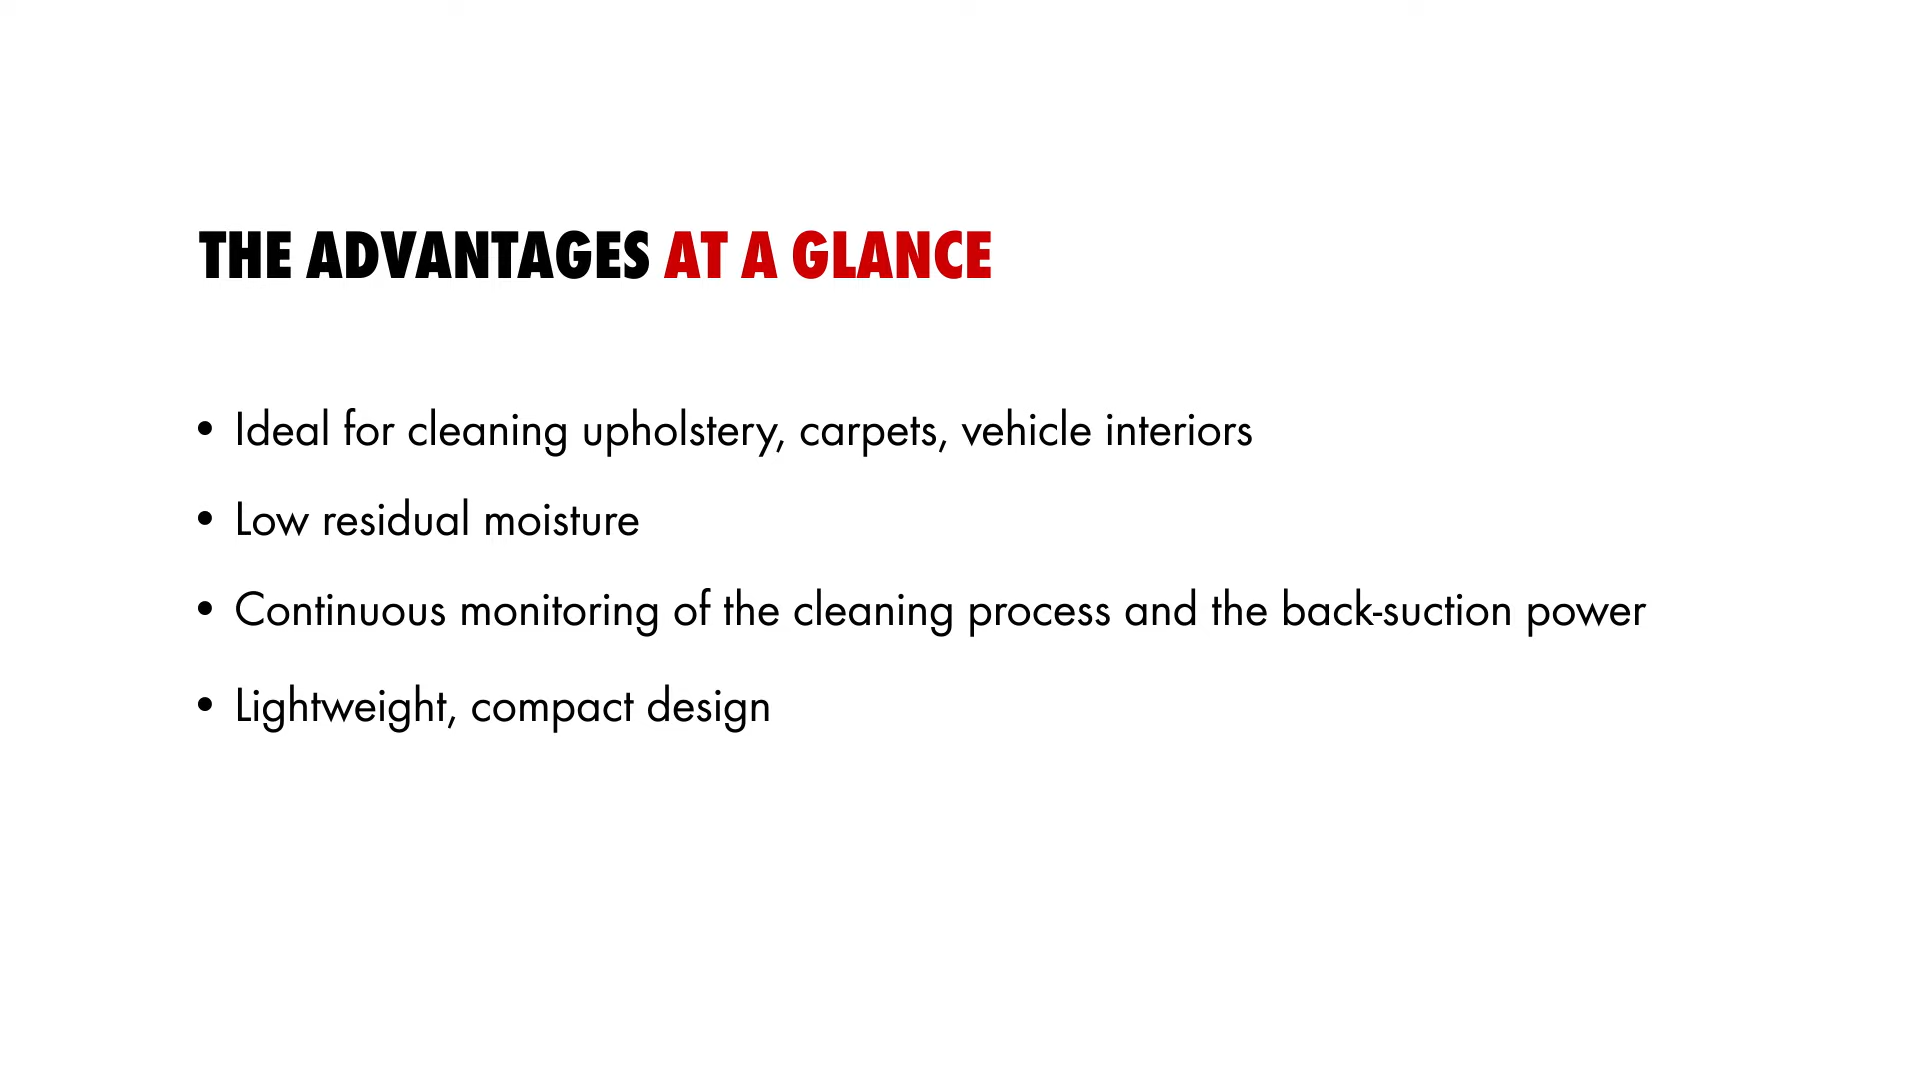 THE ADVANTAGES AT A GLANCE
• Ideal for cleaning upholstery, carpets, vehicle interiors
• Low residual moisture
• Continuous monitoring of the cleaning process and the back-suction power
• Lightweight, compact design